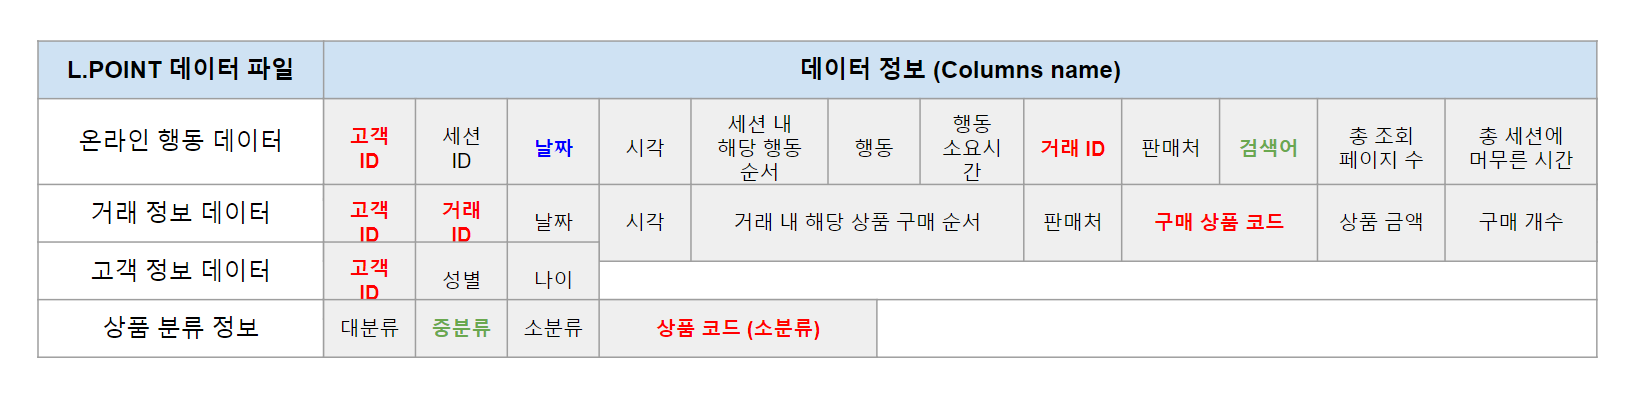 L.POINT 데이터 파일
데이터 정보 (Columns name)
온라인 행동 데이터
고객
ID
세션
ID
날짜
시각
세션 내
해당 행동
순서
행동
행동
소요시
간
거래 ID
판매처
검색어
총 조회
페이지 수
총 세션에
머무른 시간
거래 정보 데이터
고객
ID
거래
ID
날짜
시각
거래 내 해당 상품 구매 순서
판매처
구매 상품 코드
상품 금액
구매 개수
고객 정보 데이터
고객
ID
성별
나이
상품 분류 정보
대분류
중분류
소분류
상품 코드 (소분류)